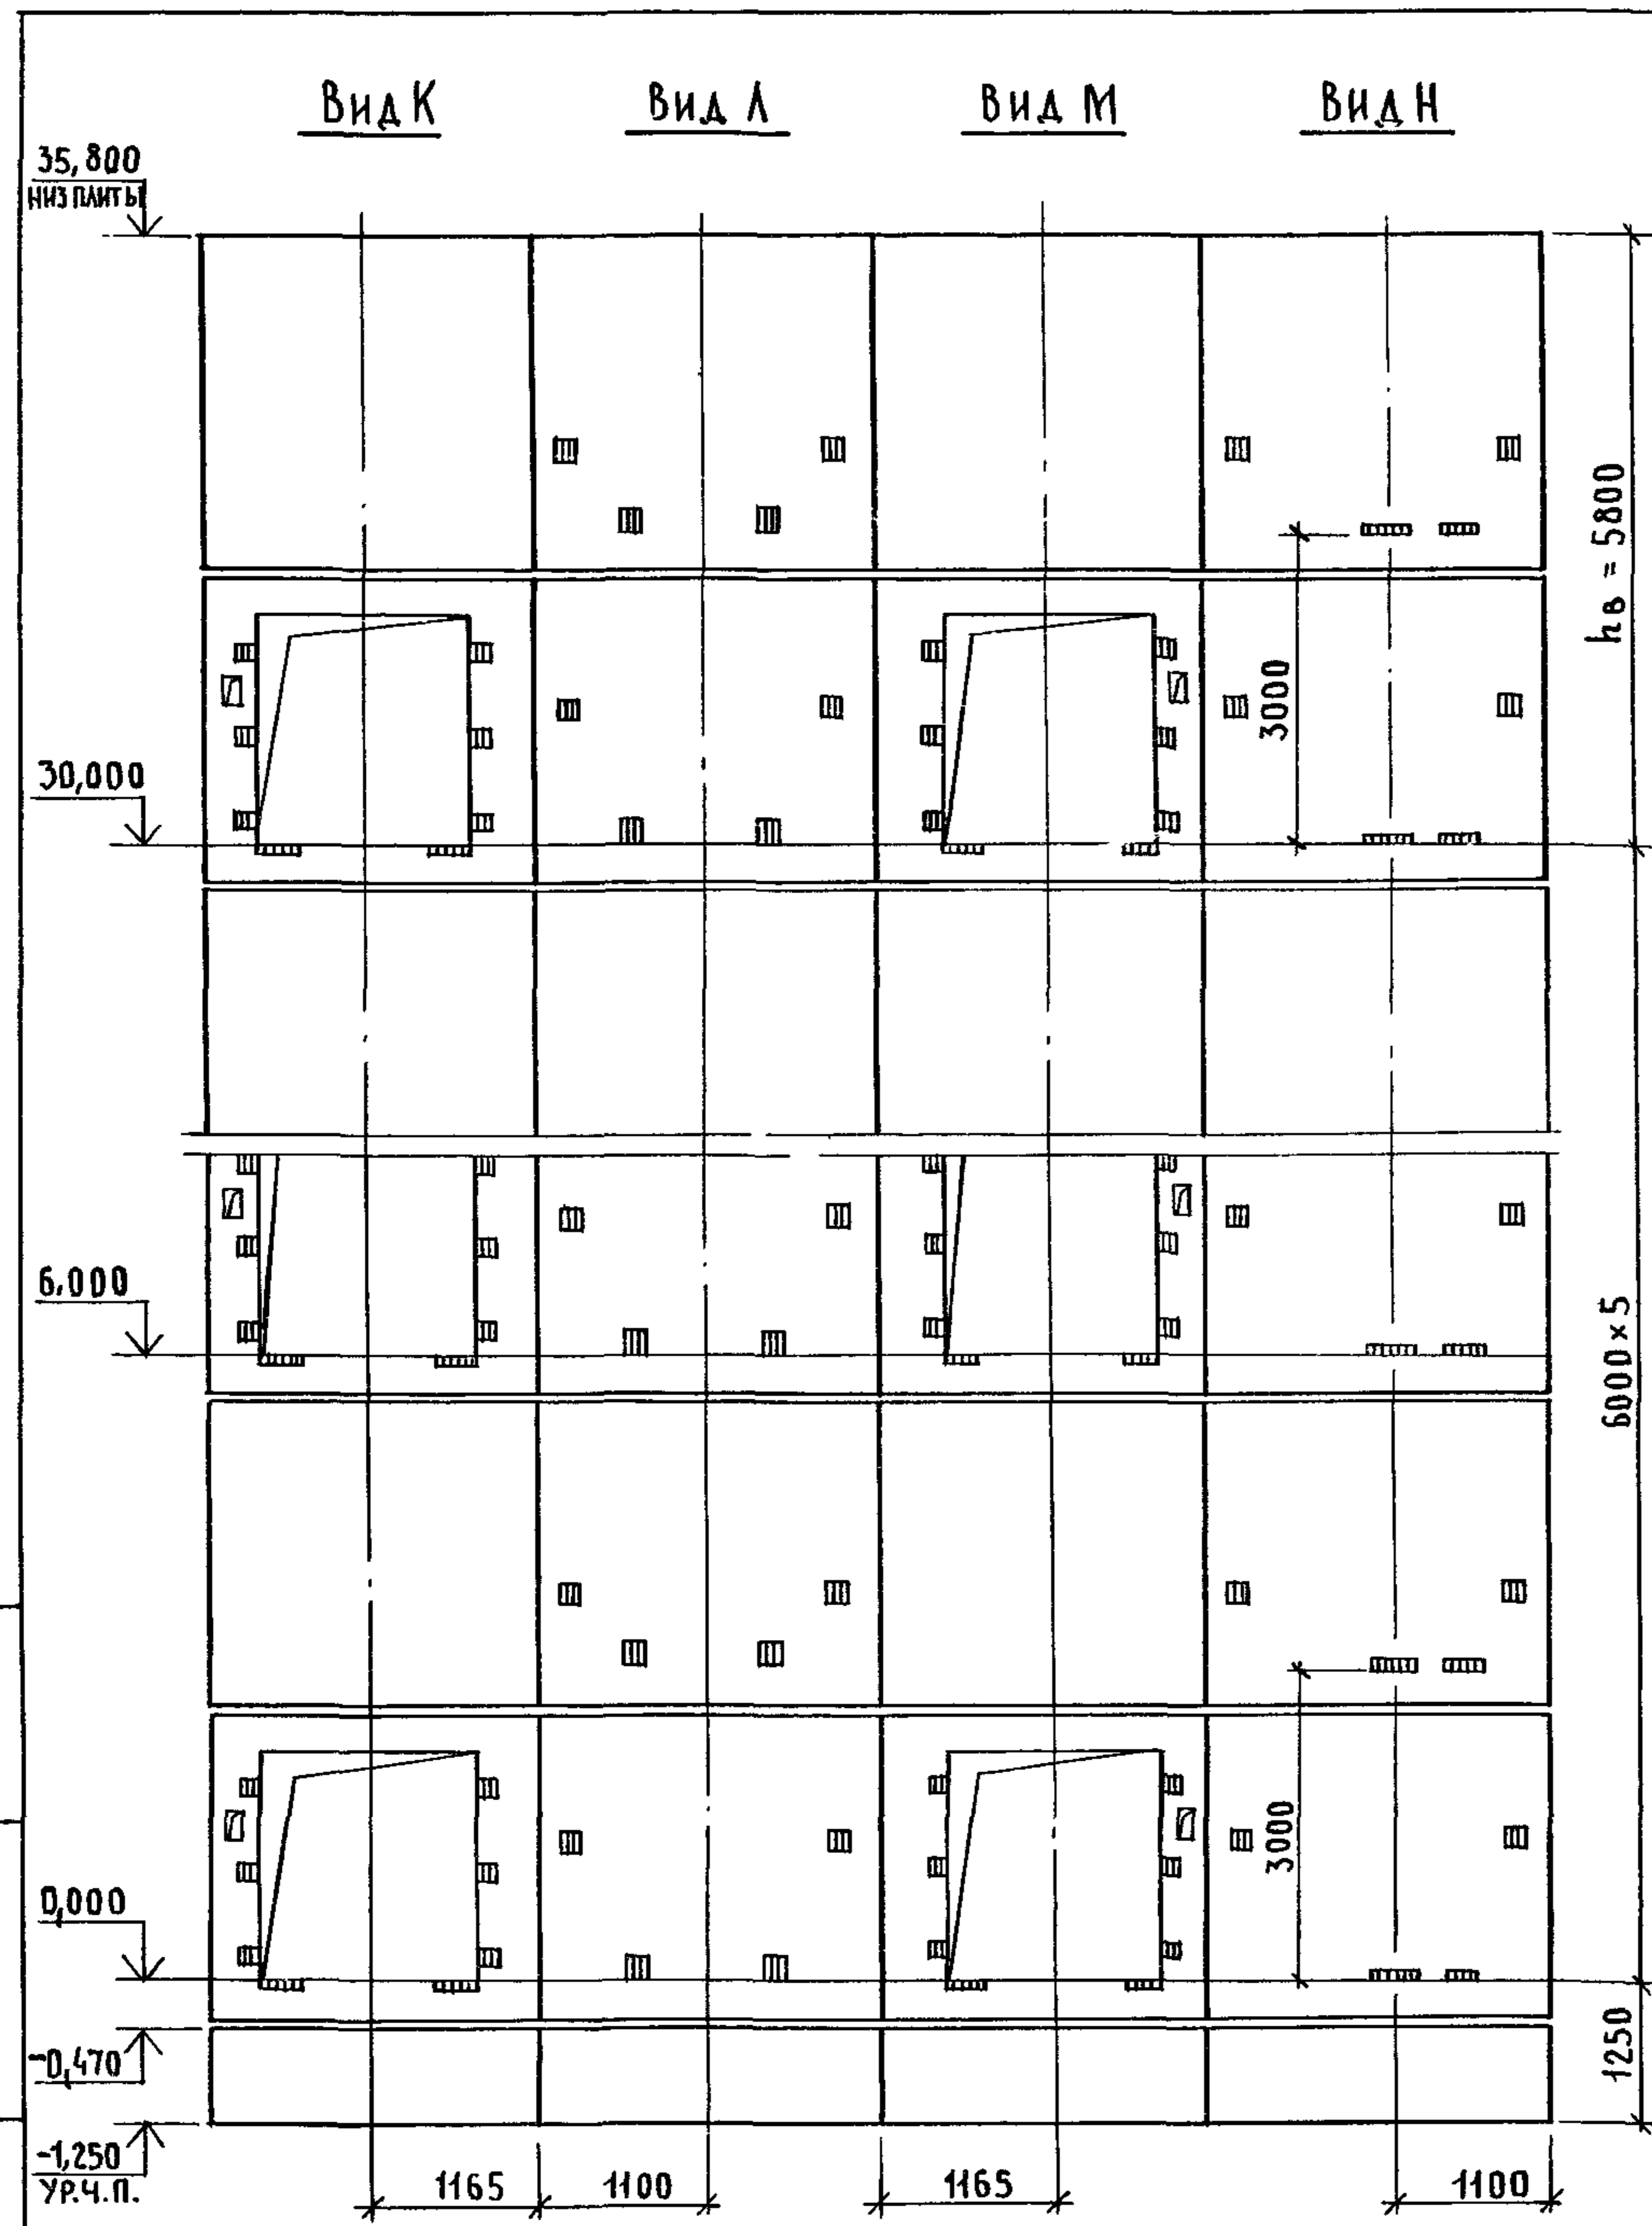 Вид К
Вид Л
Вид М
Вид Н
35,800
НИЗ ПЛИТЫ
hв = 5800
3000
30,000
6,000
6000 x 5
3000
0,000
-0,470
1250
-1,250
УР.Ч.П.
1165
1100
1165
1100